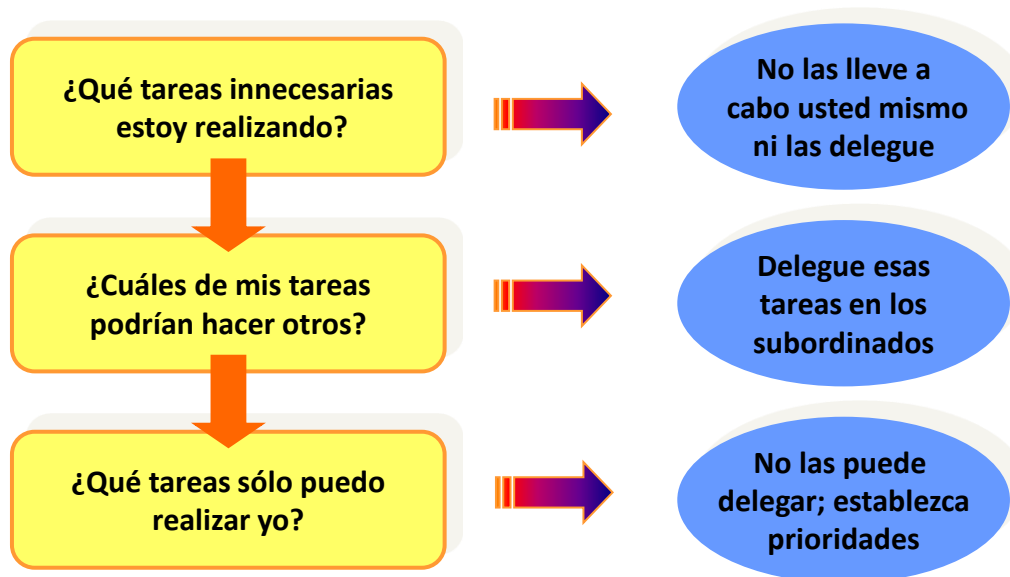 ¿Qué tareas innecesarias
estoy realizando?
No las lleve a
cabo usted mismo
ni las delegue
¿Cuáles de mis tareas
podrían hacer otros?
Delegue esas
tareas en los
subordinados
¿Qué tareas sólo puedo
realizar yo?
No las puede
delegar; establezca
prioridades